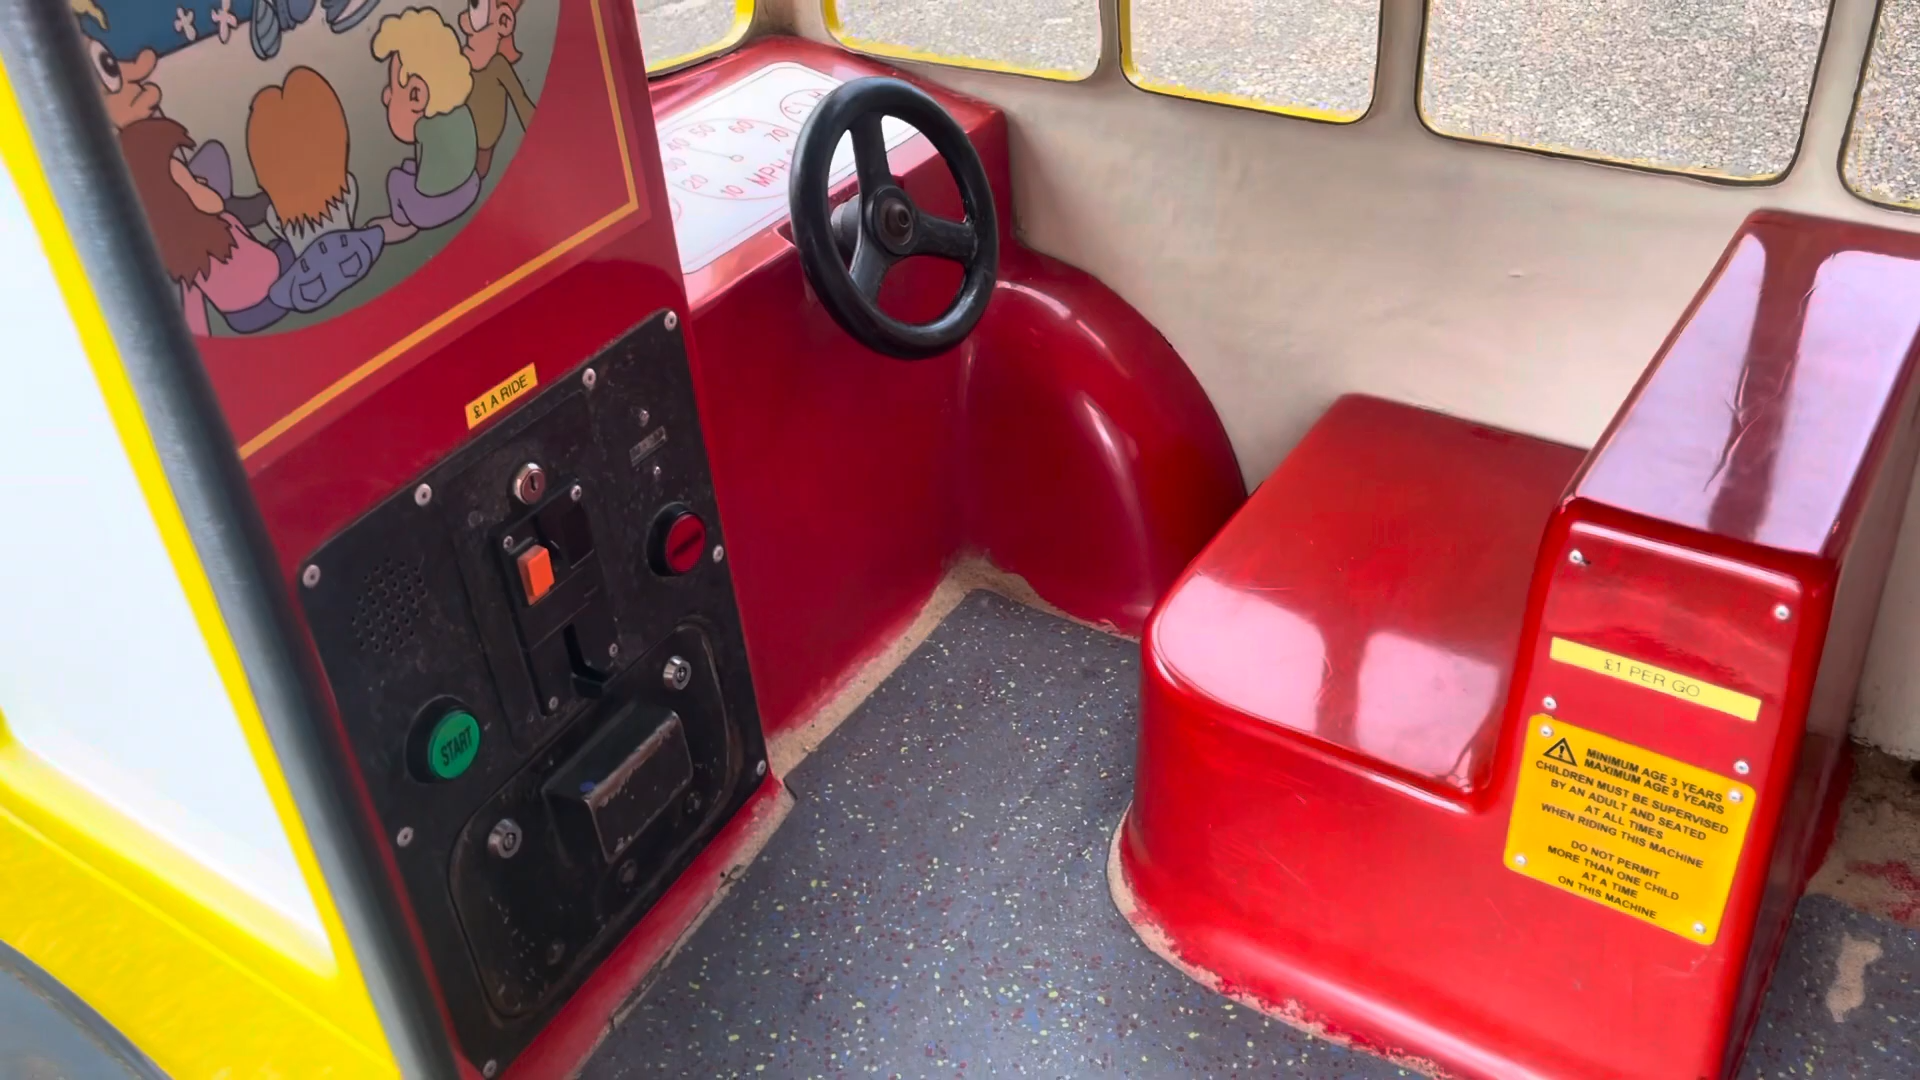 40 50 60 70
30
20
10 MPH
£1 A RIDE
START
£1 PER GO
MINIMUM AGE 3 YEARS
MAXIMUM AGE 8 YEARS
CHILDREN MUST BE SUPERVISED
BY AN ADULT AND SEATED
AT ALL TIMES
WHEN RIDING THIS MACHINE
DO NOT PERMIT
MORE THAN ONE CHILD
AT A TIME
ON THIS MACHINE